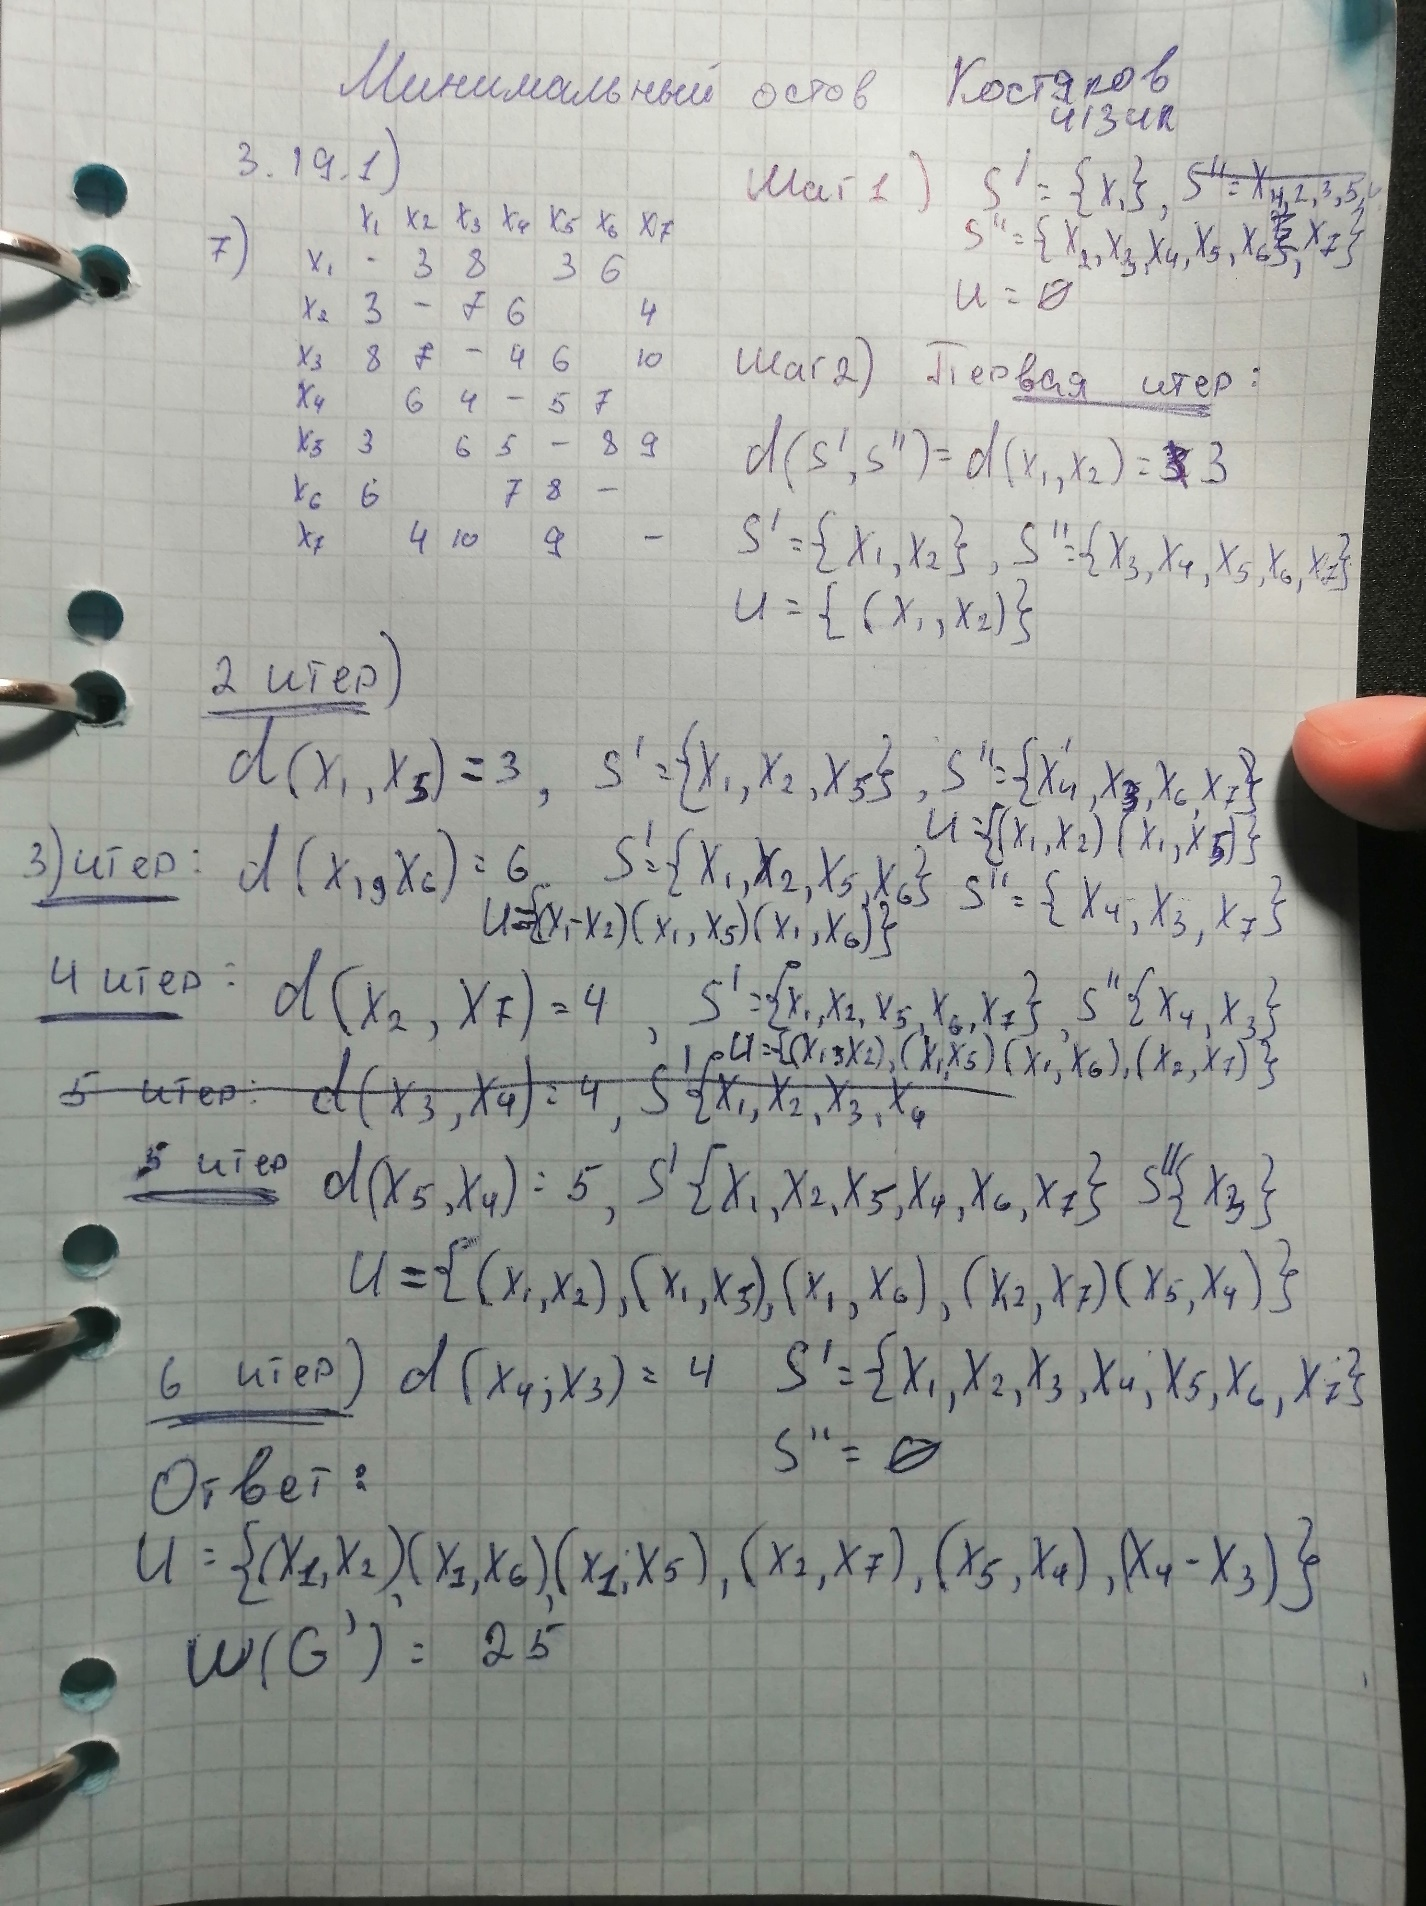 Минимальный остов Костяков
4134к
3.19.1)
7)
x1 x2 x3 x4 x5 x6 x7
x1 - 3 8 3 6
x2 3 - 7 6 4
x3 8 7 - 4 6 10
x4 6 4 - 5 7
x5 3 6 5 - 8 9
x6 6 7 8 -
x7 4 10 9 -
Шаг 1) S' = {x1}, S'' = x4,2,3,5,
S'' = {x2, x3, x4, x5, x6, x7}
U = ∅
Шаг 2) Первая итер:
d(S', S'') = d(x1, x2) = 3
S' = {x1, x2}, S'' = {x3, x4, x5, x6, x7}
U = {(x1, x2)}
2 итер)
d(x1, x5) = 3, S' = {x1, x2, x5}, S'' = {x4, x3, x6, x7}
U = {(x1, x2) (x1, x5)}
3) итер: d(x1, x6) = 6 S' = {x1, x2, x5, x6} S'' = {x4, x3, x7}
U = {(x1-x2) (x1, x5) (x1, x6)}
4 итер: d(x2, x7) = 4, S' = {x1, x2, x5, x6, x7}, S'' {x4, x3}
U = {(x1, x2), (x1, x5) (x1, x6), (x2, x7)}
5 итер: d(x3, x4) = 4, S' {x1, x2, x3, x4
5 итер d(x5, x4) = 5, S' {x1, x2, x5, x4, x6, x7} S'' {x3}
U = {(x1, x2), (x1, x5), (x1, x6), (x2, x7) (x5, x4)}
6 итер) d(x4; x3) = 4 S' = {x1, x2, x3, x4, x5, x6, x7}
S'' = ∅
Ответ:
U = {(x1, x2), (x1, x6), (x1; x5), (x2, x7), (x5, x4), (x4 - x3)}
W(G') = 25